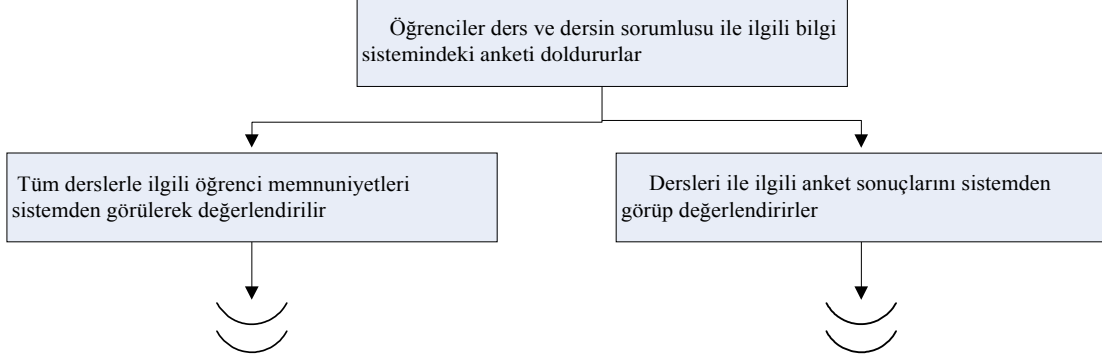 Öğrenciler ders ve dersin sorumlusu ile ilgili bilgi
sistemindeki anketi doldururlar
Tüm derslerle ilgili öğrenci memnuniyetleri
sistemden görülerek değerlendirilir
Dersleri ile ilgili anket sonuçlarını sistemden
görüp değerlendirirler